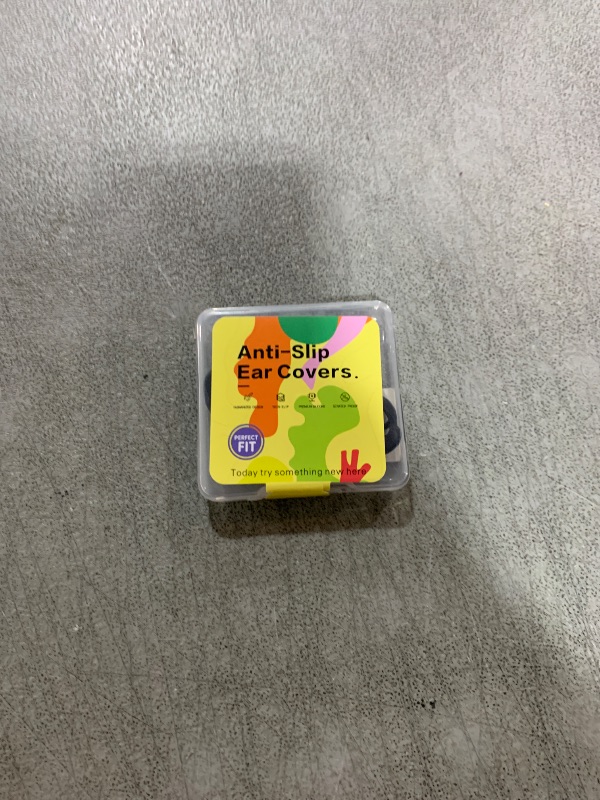 Anti-Slip
Ear Covers.
PERFECT
FIT
Today try something new here